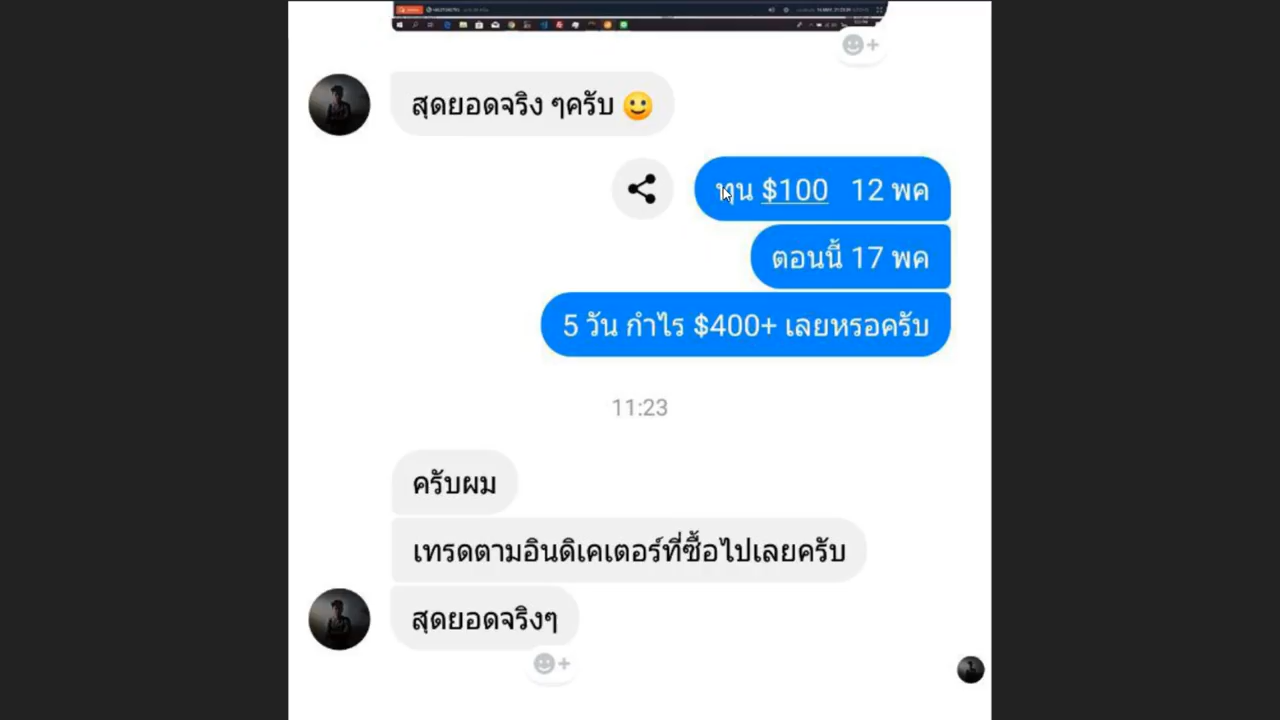 สุดยอดจริง ๆครับ 🙂
ทุน $100 12 พค
ตอนนี้ 17 พค
5 วัน กำไร $400+ เลยหรอครับ
11:23
ครับผม
เทรดตามอินดิเคเตอร์ที่ซื้อไปเลยครับ
สุดยอดจริงๆ